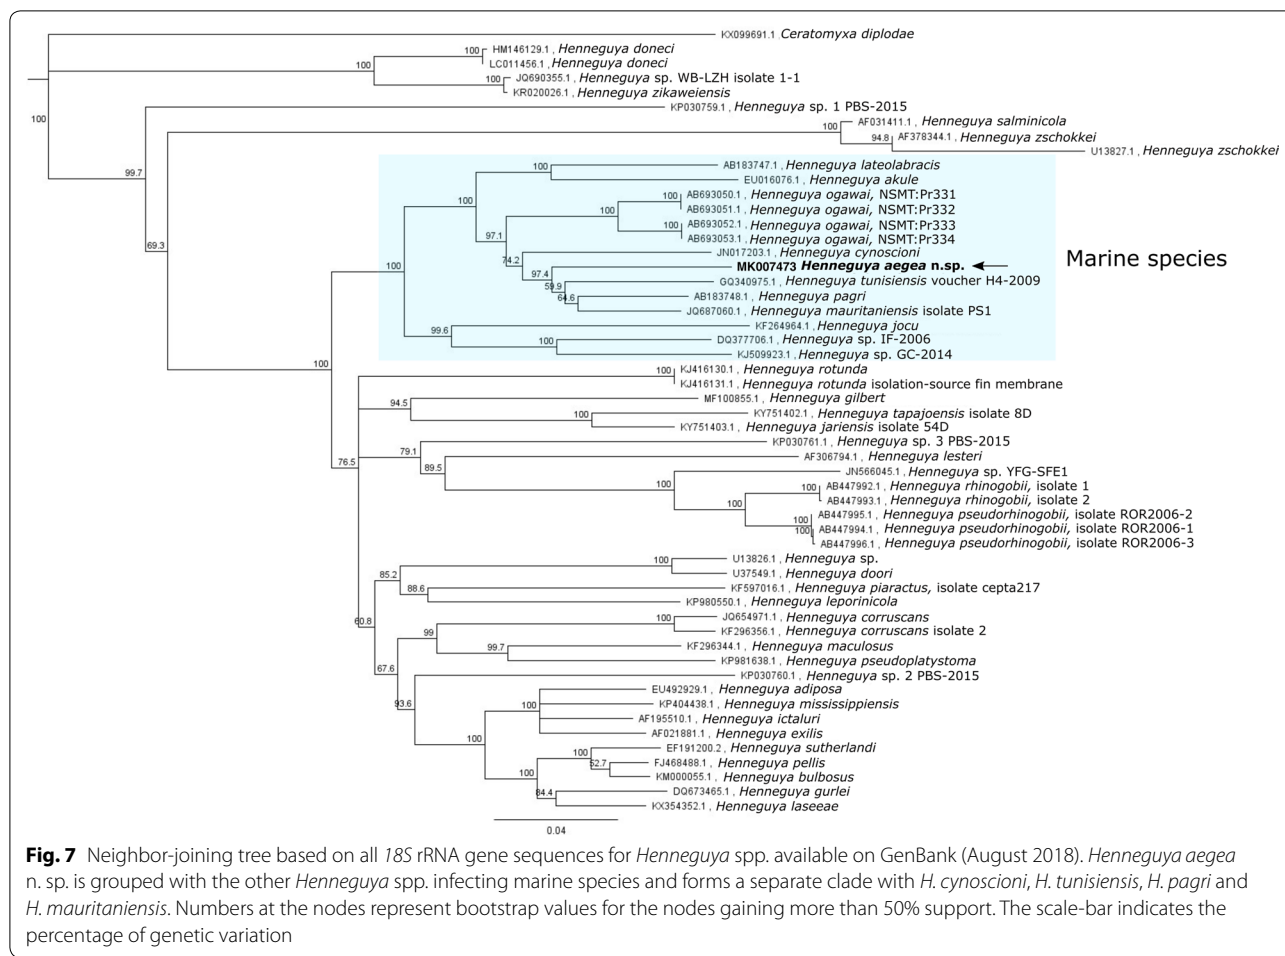 KX099691.1, Ceratomyxa diplodae
100 HM146129.1, Henneguya doneci
LC011456.1, Henneguya doneci
100
100 JQ690355.1, Henneguya sp. WB-LZH isolate 1-1
KR020026.1, Henneguya zikaweiensis
100
KP030759.1, Henneguya sp. 1 PBS-2015
100 AF031411.1, Henneguya salminicola
94.8 AF378344.1, Henneguya zschokkei
U13827.1, Henneguya zschokkei
99.7
100 AB183747.1, Henneguya lateolabracis
EU016076.1, Henneguya akule
100 AB693050.1, Henneguya ogawai, NSMT:Pr331
100
100 AB693051.1, Henneguya ogawai, NSMT:Pr332
100 AB693052.1, Henneguya ogawai, NSMT:Pr333
97.1 AB693053.1, Henneguya ogawai, NSMT:Pr334
69.3
74.2 JN017203.1, Henneguya cynoscioni
100 97.4 MK007473 Henneguya aegea n.sp. Marine species
59.9 GQ340975.1, Henneguya tunisiensis voucher H4-2009
64.6 AB183748.1, Henneguya pagri
JQ687060.1, Henneguya mauritaniensis isolate PS1
99.6 KF264964.1, Henneguya jocu
100 DQ377706.1, Henneguya sp. IF-2006
KJ509923.1, Henneguya sp. GC-2014
100 100 KJ416130.1, Henneguya rotunda
KJ416131.1, Henneguya rotunda isolation-source fin membrane
94.5 MF100855.1, Henneguya gilbert
100 KY751402.1, Henneguya tapajoensis isolate 8D
KY751403.1, Henneguya jariensis isolate 54D
79.1 KP030761.1, Henneguya sp. 3 PBS-2015
76.5 89.5 AF306794.1, Henneguya lesteri
100 JN566045.1, Henneguya sp. YFG-SFE1
100 AB447992.1, Henneguya rhinogobii, isolate 1
100 AB447993.1, Henneguya rhinogobii, isolate 2
100 AB447995.1, Henneguya pseudorhinogobii, isolate ROR2006-2
100 AB447994.1, Henneguya pseudorhinogobii, isolate ROR2006-1
AB447996.1, Henneguya pseudorhinogobii, isolate ROR2006-3
100 U13826.1, Henneguya sp.
85.2 U37549.1, Henneguya doori
88.6 KF597016.1, Henneguya piaractus, isolate cepta217
KP980550.1, Henneguya leporinicola
60.8 100 JQ654971.1, Henneguya corruscans
99 KF296356.1, Henneguya corruscans isolate 2
99.7 KF296344.1, Henneguya maculosus
KP981638.1, Henneguya pseudoplatystoma
67.6 KP030760.1, Henneguya sp. 2 PBS-2015
EU492929.1, Henneguya adiposa
93.6 100 KP404438.1, Henneguya mississippiensis
AF195510.1, Henneguya ictaluri
100 AF021881.1, Henneguya exilis
100 EF191200.2, Henneguya sutherlandi
52.7 FJ468488.1, Henneguya pellis
100 KM000055.1, Henneguya bulbosus
84.4 DQ673465.1, Henneguya gurlei
KX354352.1, Henneguya laseeae
0.04
Fig. 7 Neighbor-joining tree based on all 18S rRNA gene sequences for Henneguya spp. available on GenBank (August 2018). Henneguya aegea
n. sp. is grouped with the other Henneguya spp. infecting marine species and forms a separate clade with H. cynoscioni, H. tunisiensis, H. pagri and
H. mauritaniensis. Numbers at the nodes represent bootstrap values for the nodes gaining more than 50% support. The scale-bar indicates the
percentage of genetic variation